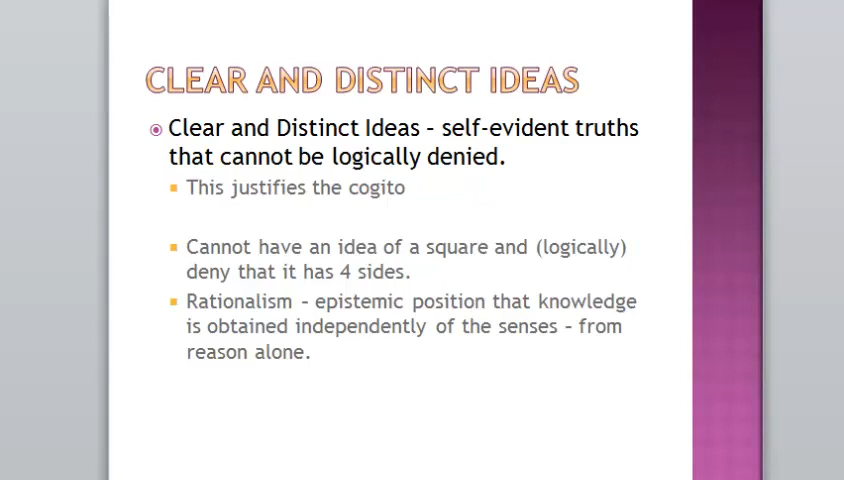 CLEAR AND DISTINCT IDEAS
Clear and Distinct Ideas – self-evident truths
that cannot be logically denied.
This justifies the cogito
Cannot have an idea of a square and (logically)
deny that it has 4 sides.
Rationalism – epistemic position that knowledge
is obtained independently of the senses – from
reason alone.